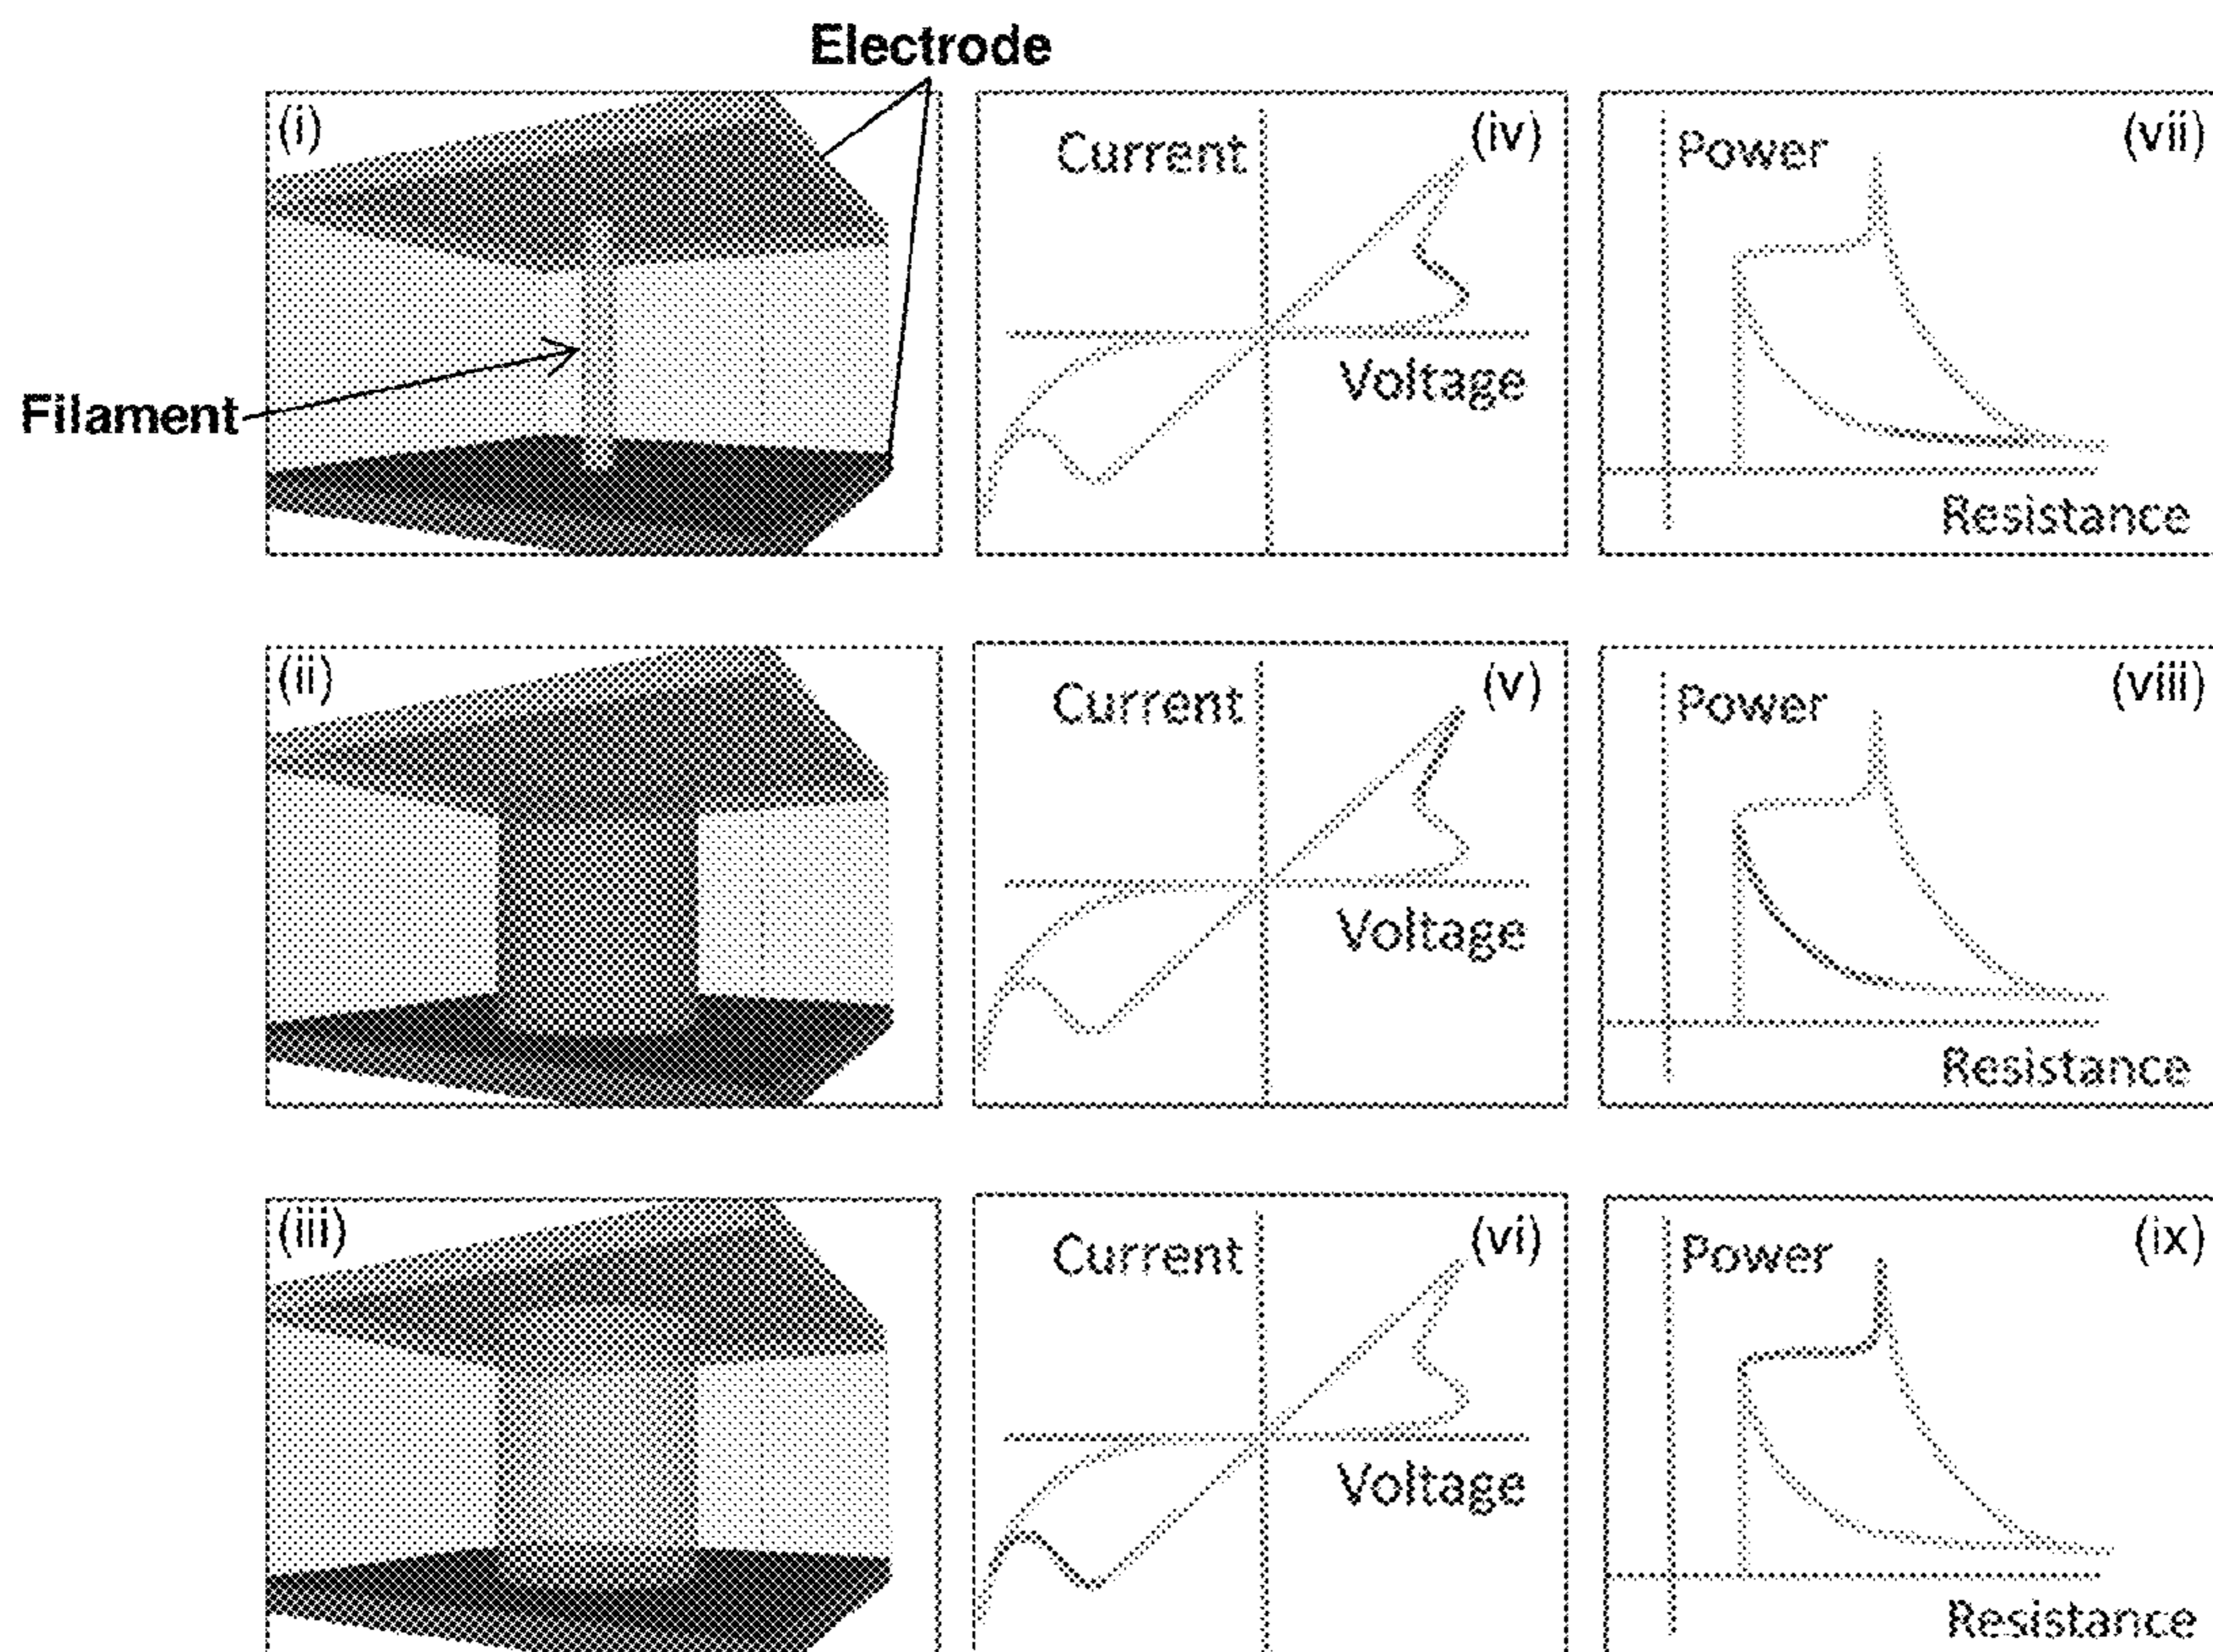 Electrode
(i)
Filament
Current
(iv)
Voltage
Power
(vii)
Resistance
(ii)
Current
(v)
Voltage
Power
(viii)
Resistance
(iii)
Current
(vi)
Voltage
Power
(ix)
Resistance